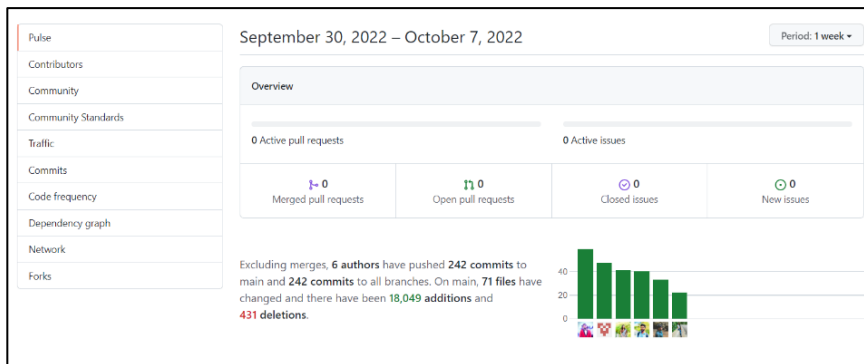 Pulse
Contributors
Community
Community Standards
Traffic
Commits
Code frequency
Dependency graph
Network
Forks
September 30, 2022 – October 7, 2022
Period: 1 week
Overview
0 Active pull requests
0 Active issues
0
Merged pull requests
0
Open pull requests
0
Closed issues
0
New issues
Excluding merges, 6 authors have pushed 242 commits to
main and 242 commits to all branches. On main, 71 files have
changed and there have been 18,049 additions and
431 deletions.
40
20
0